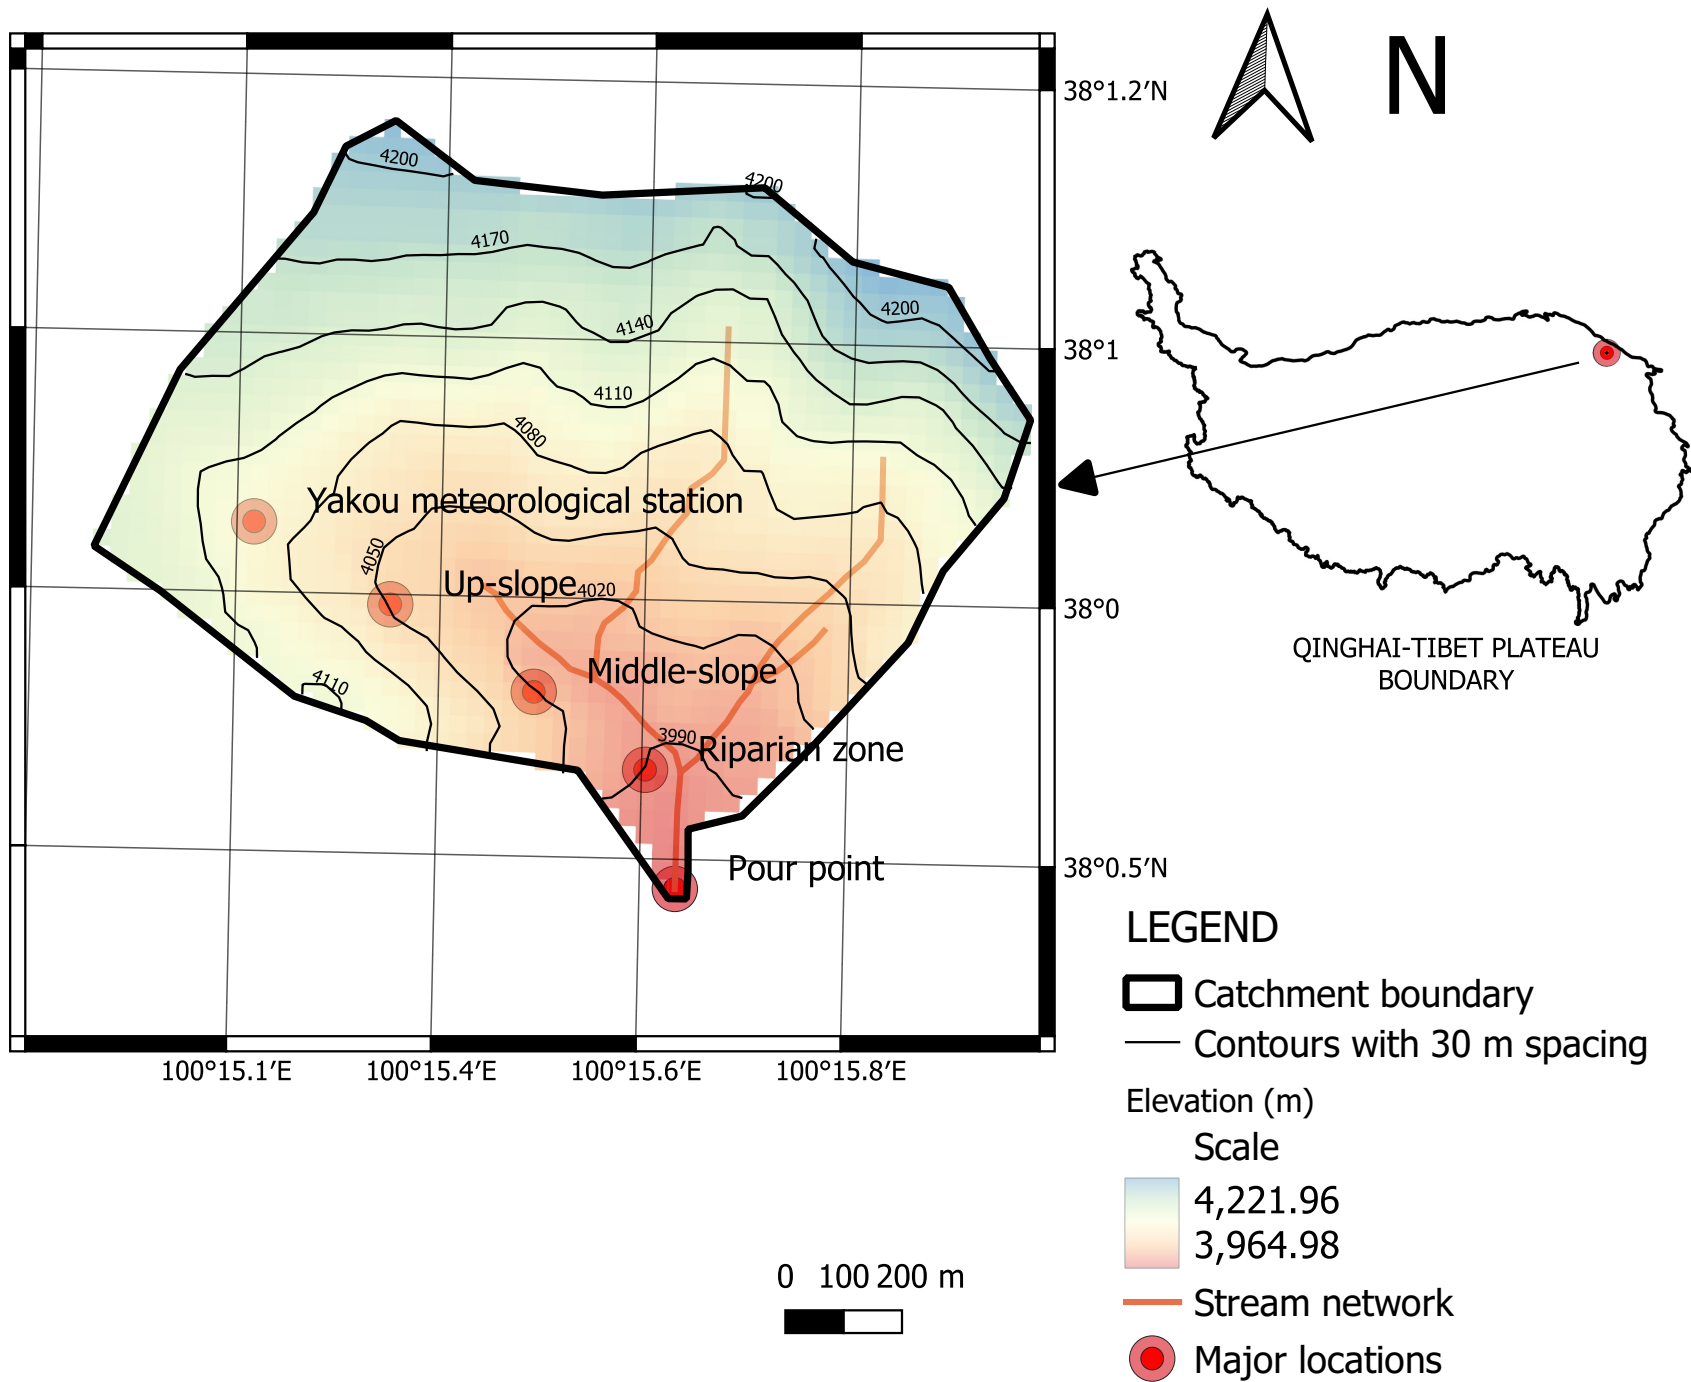 N
38°1.2′N
4200
4200
4170
4200
4140
38°1
4110
4080
Yakou meteorological station
4050
Up-slope
4020
38°0
QINGHAI-TIBET PLATEAU
BOUNDARY
Middle-slope
4110
3990
Riparian zone
Pour point
38°0.5′N
100°15.1′E
100°15.4′E
100°15.6′E
100°15.8′E
LEGEND
Catchment boundary
Contours with 30 m spacing
Elevation (m)
Scale
4,221.96
3,964.98
Stream network
Major locations
0 100 200 m